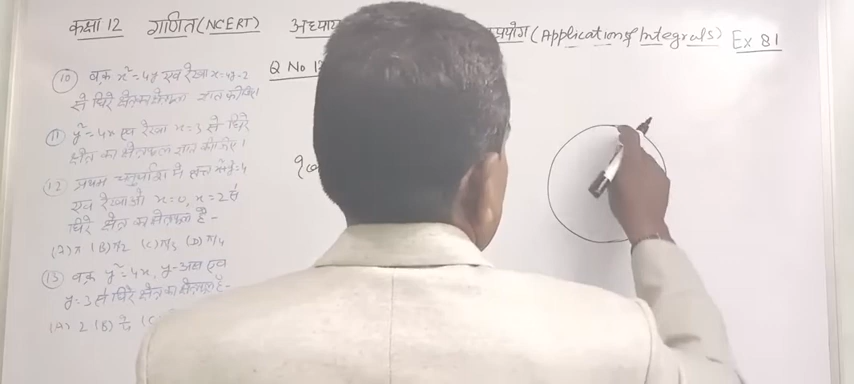 कक्षा 12 गणित (NCERT) अध्याय प्रयोग (Application of Integrals) Ex 8.1
Q No 1
(10) वक्र x² = 4y एवं रेखा x = 4y - 2
से घिरे क्षेत्र का क्षेत्रफल ज्ञात कीजिए।
(11) y² = 4x एवं रेखा x = 3 से घिरे
क्षेत्र का क्षेत्रफल ज्ञात कीजिए।
(12) प्रथम चतुर्थांश में वृत्त x² + y² = 4
एवं रेखाओं x = 0, x = 2 से
घिरे क्षेत्र का क्षेत्रफल है -
(A) π (B) π/2 (C) π/3 (D) π/4
(13) वक्र y² = 4x, y-अक्ष एवं
y = 3 से घिरे क्षेत्र का क्षेत्रफल है -
(A) 2 (B)